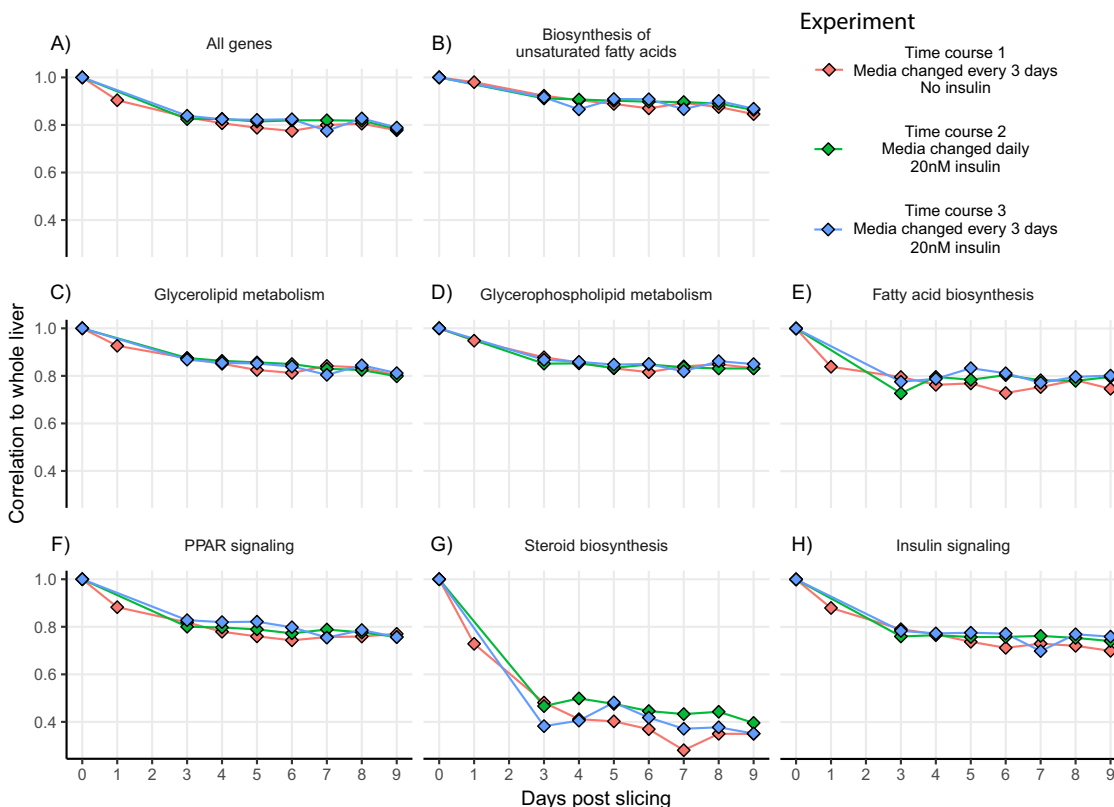 A)
All genes
B)
Biosynthesis of
unsaturated fatty acids
Experiment
Time course 1
Media changed every 3 days
No insulin
Time course 2
Media changed daily
20nM insulin
Time course 3
Media changed every 3 days
20nM insulin
1.0
0.8
0.6
0.4
C)
Glycerolipid metabolism
D)
Glycerophospholipid metabolism
E)
Fatty acid biosynthesis
1.0
0.8
0.6
0.4
Correlation to whole liver
F)
PPAR signaling
G)
Steroid biosynthesis
H)
Insulin signaling
1.0
0.8
0.6
0.4
0 1 2 3 4 5 6 7 8 9
0 1 2 3 4 5 6 7 8 9
0 1 2 3 4 5 6 7 8 9
Days post slicing